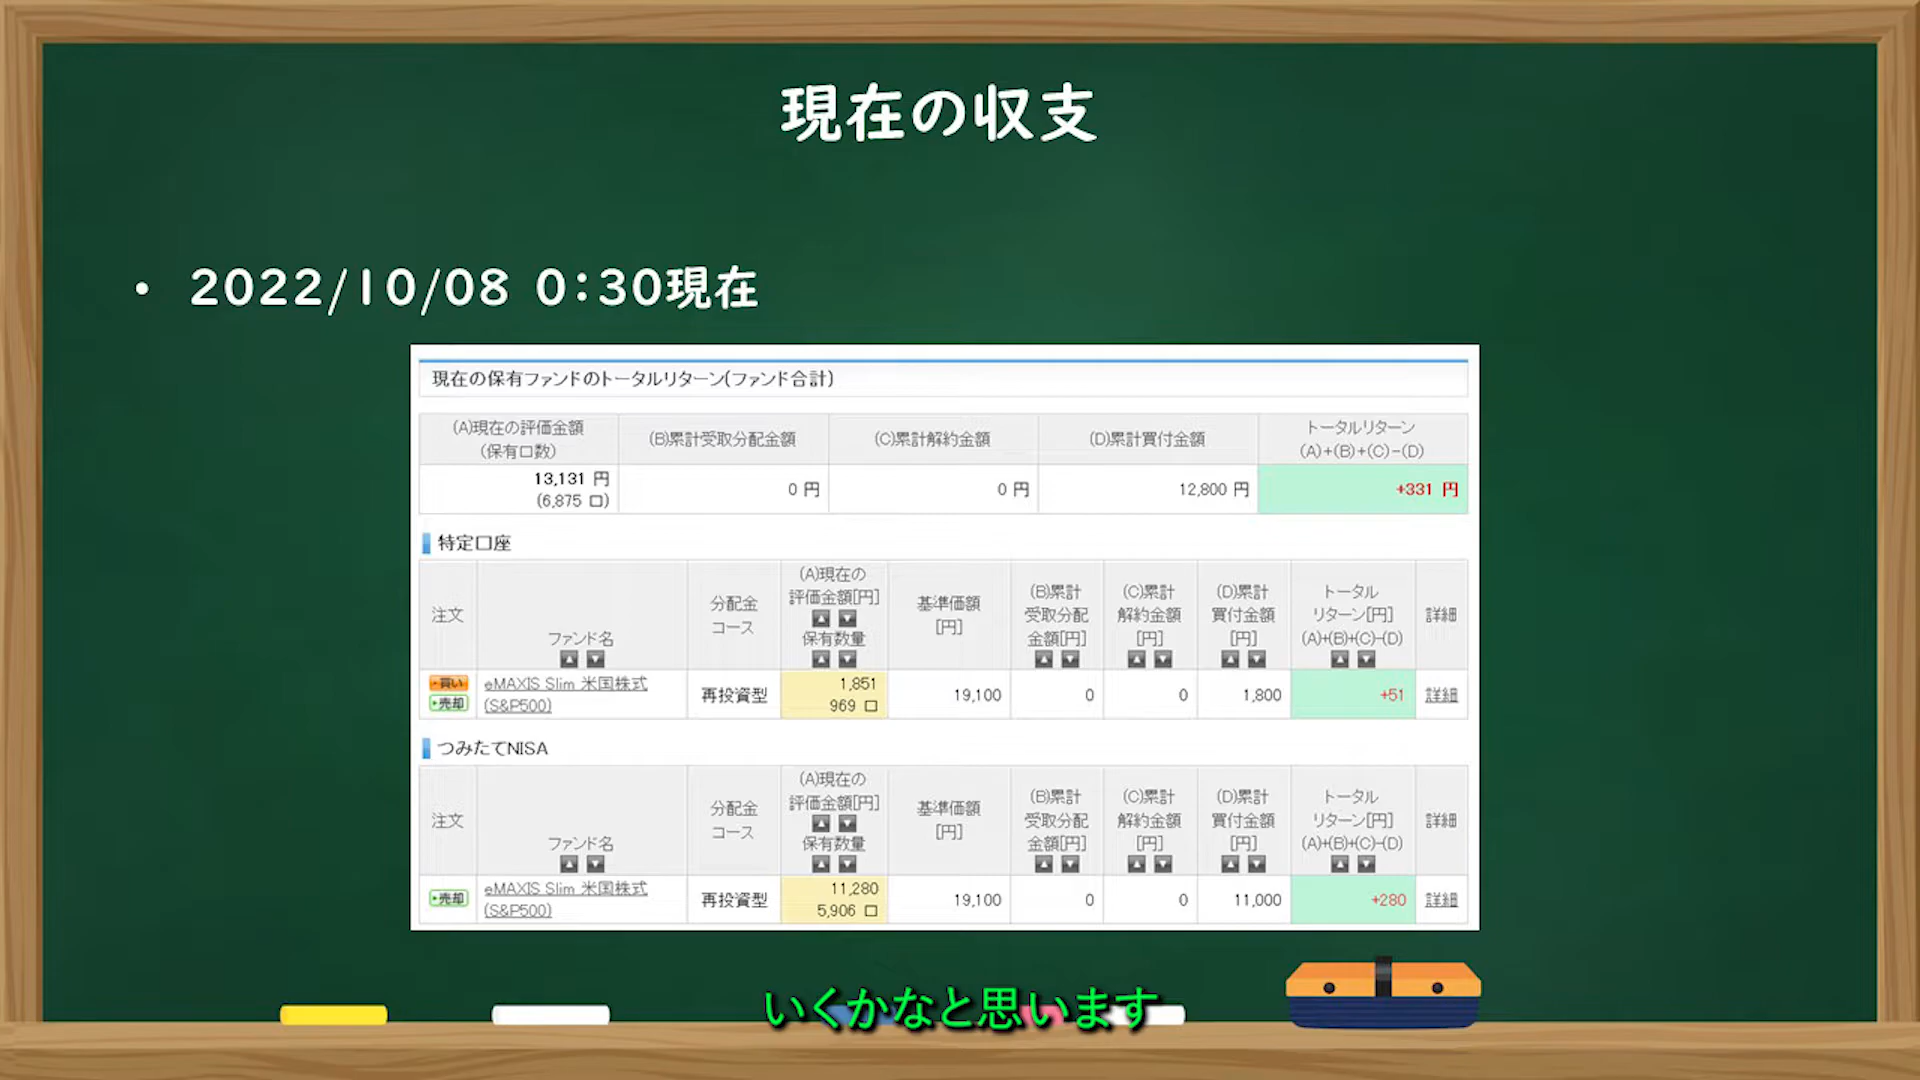 現在の収支
• 2022/10/08 0:30現在
現在の保有ファンドのトータルリターン(ファンド合計)
(A)現在の評価金額 (B)累計受取分配金額 (C)累計解約金額 (D)累計買付金額 トータルリターン
(保有口数) (A)+(B)+(C)-(D)
13,131 円 0 円 0 円 12,800 円 +331 円
(6,875 口)
特定口座
注文 ファンド名 分配金 (A)現在の 基準価額 (B)累計 (C)累計 (D)累計 トータル 詳細
コース 評価金額[円] [円] 受取分配 解約金額 買付金額 リターン[円]
保有数量 金額[円] [円] [円] (A)+(B)+(C)-(D)
買い eMAXIS Slim 米国株式 再投資型 1,851 19,100 0 0 1,800 +51 詳細
売却 (S&P500) 969 口
つみたてNISA
注文 ファンド名 分配金 (A)現在の 基準価額 (B)累計 (C)累計 (D)累計 トータル 詳細
コース 評価金額[円] [円] 受取分配 解約金額 買付金額 リターン[円]
保有数量 金額[円] [円] [円] (A)+(B)+(C)-(D)
売却 eMAXIS Slim 米国株式 再投資型 11,280 19,100 0 0 11,000 +280 詳細
(S&P500) 5,906 口
いくかなと思います